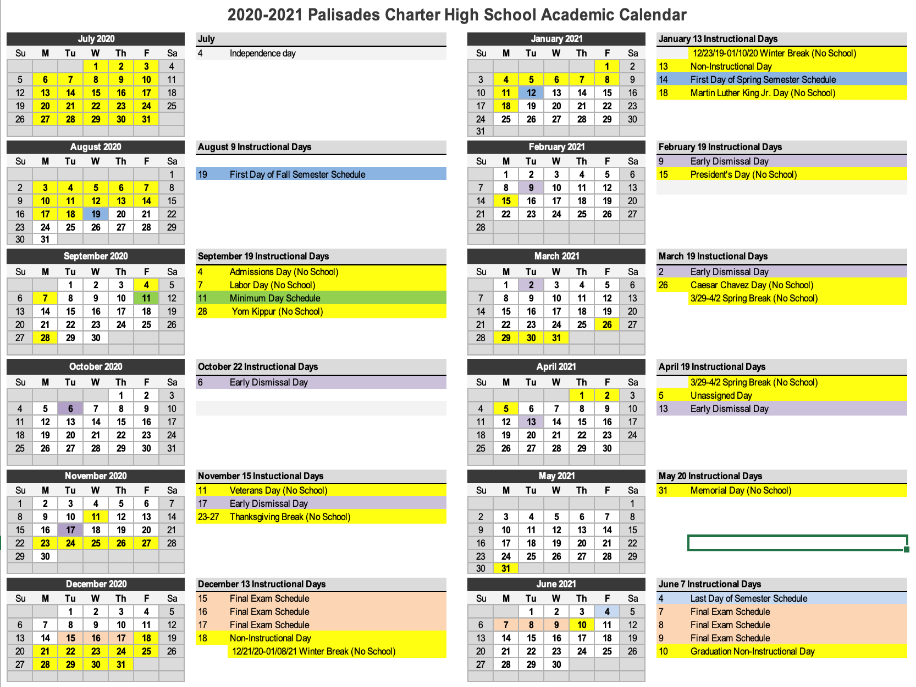 2020-2021 Palisades Charter High School Academic Calendar
July 2020
Su M Tu W Th F Sa
1 2 3 4
5 6 7 8 9 10 11
12 13 14 15 16 17 18
19 20 21 22 23 24 25
26 27 28 29 30 31
July
4 Independence day
January 2021
Su M Tu W Th F Sa
1 2
3 4 5 6 7 8 9
10 11 12 13 14 15 16
17 18 19 20 21 22 23
24 25 26 27 28 29 30
31
January 13 Instructional Days
12/23/19-01/10/20 Winter Break (No School)
13 Non-Instructional Day
14 First Day of Spring Semester Schedule
18 Martin Luther King Jr. Day (No School)
August 2020
Su M Tu W Th F Sa
1
2 3 4 5 6 7 8
9 10 11 12 13 14 15
16 17 18 19 20 21 22
23 24 25 26 27 28 29
30 31
August 9 Instructional Days
19 First Day of Fall Semester Schedule
February 2021
Su M Tu W Th F Sa
1 2 3 4 5 6
7 8 9 10 11 12 13
14 15 16 17 18 19 20
21 22 23 24 25 26 27
28
February 19 Instructional Days
9 Early Dismissal Day
15 President's Day (No School)
September 2020
Su M Tu W Th F Sa
1 2 3 4 5
6 7 8 9 10 11 12
13 14 15 16 17 18 19
20 21 22 23 24 25 26
27 28 29 30
September 19 Instructional Days
4 Admissions Day (No School)
7 Labor Day (No School)
11 Minimum Day Schedule
28 Yom Kippur (No School)
March 2021
Su M Tu W Th F Sa
1 2 3 4 5 6
7 8 9 10 11 12 13
14 15 16 17 18 19 20
21 22 23 24 25 26 27
28 29 30 31
March 19 Instructional Days
2 Early Dismissal Day
26 Caesar Chavez Day (No School)
3/29-4/2 Spring Break (No School)
October 2020
Su M Tu W Th F Sa
1 2 3
4 5 6 7 8 9 10
11 12 13 14 15 16 17
18 19 20 21 22 23 24
25 26 27 28 29 30 31
October 22 Instructional Days
6 Early Dismissal Day
April 2021
Su M Tu W Th F Sa
1 2 3
4 5 6 7 8 9 10
11 12 13 14 15 16 17
18 19 20 21 22 23 24
25 26 27 28 29 30
April 19 Instructional Days
3/29-4/2 Spring Break (No School)
5 Unassigned Day
13 Early Dismissal Day
November 2020
Su M Tu W Th F Sa
1 2 3 4 5 6 7
8 9 10 11 12 13 14
15 16 17 18 19 20 21
22 23 24 25 26 27 28
29 30
November 15 Instuctional Days
11 Veterans Day (No School)
17 Early Dismissal Day
23-27 Thanksgiving Break (No School)
May 2021
Su M Tu W Th F Sa
1
2 3 4 5 6 7 8
9 10 11 12 13 14 15
16 17 18 19 20 21 22
23 24 25 26 27 28 29
30 31
May 20 Instructional Days
31 Memorial Day (No School)
December 2020
Su M Tu W Th F Sa
1 2 3 4 5
6 7 8 9 10 11 12
13 14 15 16 17 18 19
20 21 22 23 24 25 26
27 28 29 30 31
December 13 Instructional Days
15 Final Exam Schedule
16 Final Exam Schedule
17 Final Exam Schedule
18 Non-Instructional Day
12/21/20-01/08/21 Winter Break (No School)
June 2021
Su M Tu W Th F Sa
1 2 3 4 5
6 7 8 9 10 11 12
13 14 15 16 17 18 19
20 21 22 23 24 25 26
27 28 29 30
June 7 Instructional Days
4 Last Day of Semester Schedule
7 Final Exam Schedule
8 Final Exam Schedule
9 Final Exam Schedule
10 Graduation Non-Instructional Day